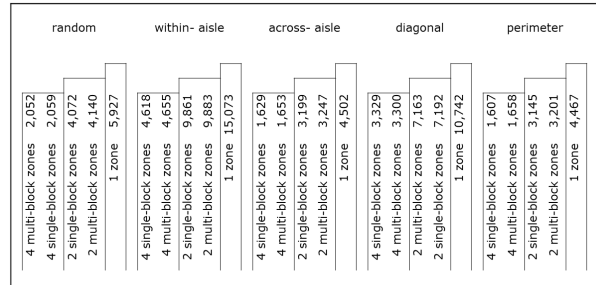 random
within- aisle
across- aisle
diagonal
perimeter
4 multi-block zones 2,052
4 single-block zones 2,059
2 single-block zones 4,072
2 multi-block zones 4,140
1 zone 5,927
4 single-block zones 4,618
4 multi-block zones 4,655
2 single-block zones 9,861
2 multi-block zones 9,883
1 zone 15,073
4 single-block zones 1,629
4 multi-block zones 1,653
2 single-block zones 3,199
2 multi-block zones 3,247
1 zone 4,502
4 single-block zones 3,329
4 multi-block zones 3,300
2 multi-block zones 7,163
2 single-block zones 7,192
1 zone 10,742
4 single-block zones 1,607
4 multi-block zones 1,658
2 single-block zones 3,145
2 multi-block zones 3,201
1 zone 4,467